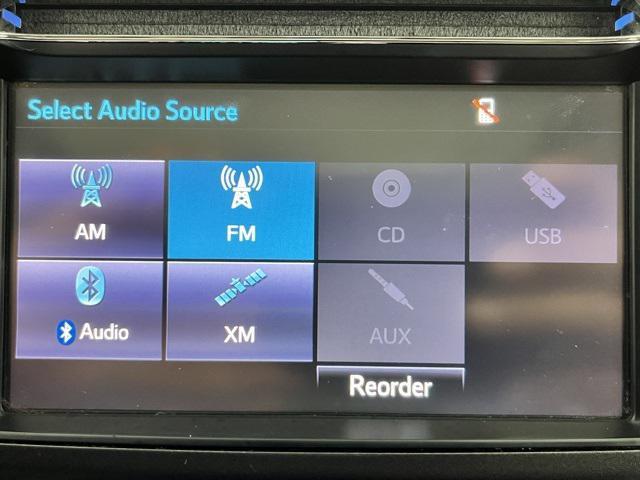 Select Audio Source
AM
FM
CD
USB
Audio
XM
AUX
Reorder